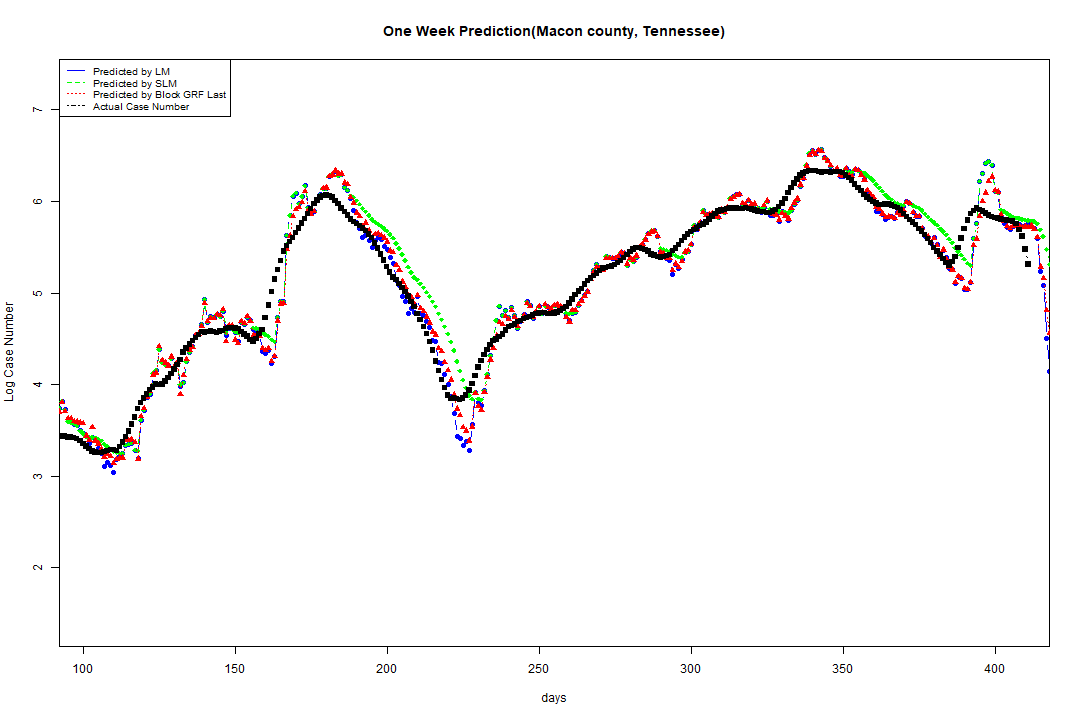 One Week Prediction(Macon county, Tennessee)
Predicted by LM
Predicted by SLM
Predicted by Block GRF Last
Actual Case Number
Log Case Number
7
6
5
4
3
2
100 150 200 250 300 350 400
days